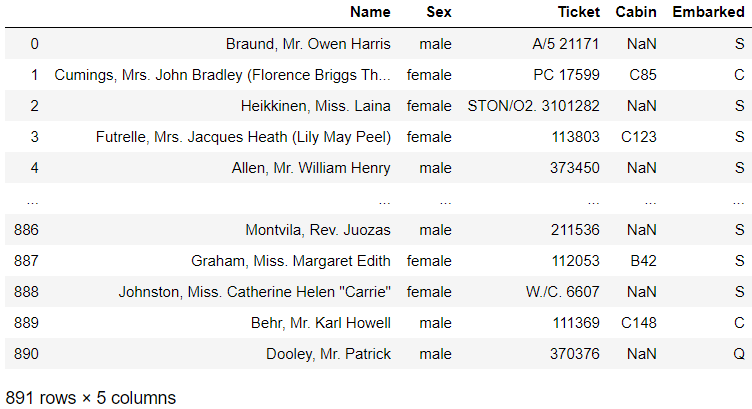 Name Sex Ticket Cabin Embarked
0 Braund, Mr. Owen Harris male A/5 21171 NaN S
1 Cumings, Mrs. John Bradley (Florence Briggs Th... female PC 17599 C85 C
2 Heikkinen, Miss. Laina female STON/O2. 3101282 NaN S
3 Futrelle, Mrs. Jacques Heath (Lily May Peel) female 113803 C123 S
4 Allen, Mr. William Henry male 373450 NaN S
... ... ... ... ... ...
886 Montvila, Rev. Juozas male 211536 NaN S
887 Graham, Miss. Margaret Edith female 112053 B42 S
888 Johnston, Miss. Catherine Helen "Carrie" female W./C. 6607 NaN S
889 Behr, Mr. Karl Howell male 111369 C148 C
890 Dooley, Mr. Patrick male 370376 NaN Q
891 rows × 5 columns